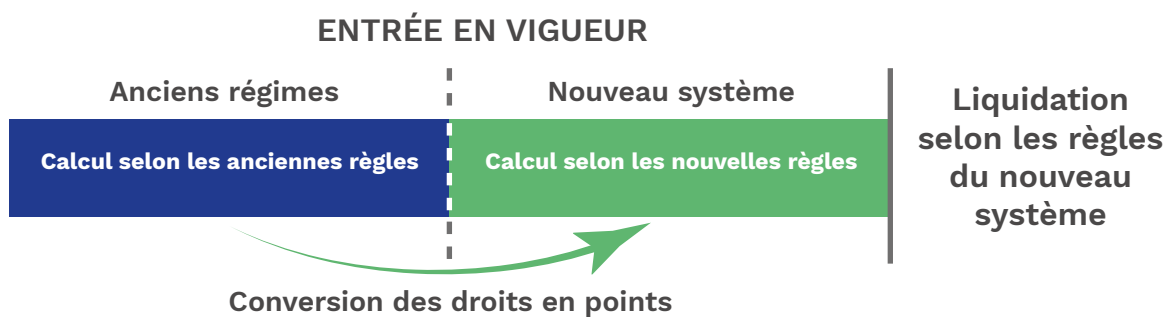 ENTRÉE EN VIGUEUR
Anciens régimes
Nouveau système
Calcul selon les anciennes règles
Calcul selon les nouvelles règles
Liquidation
selon les règles
du nouveau
système
Conversion des droits en points